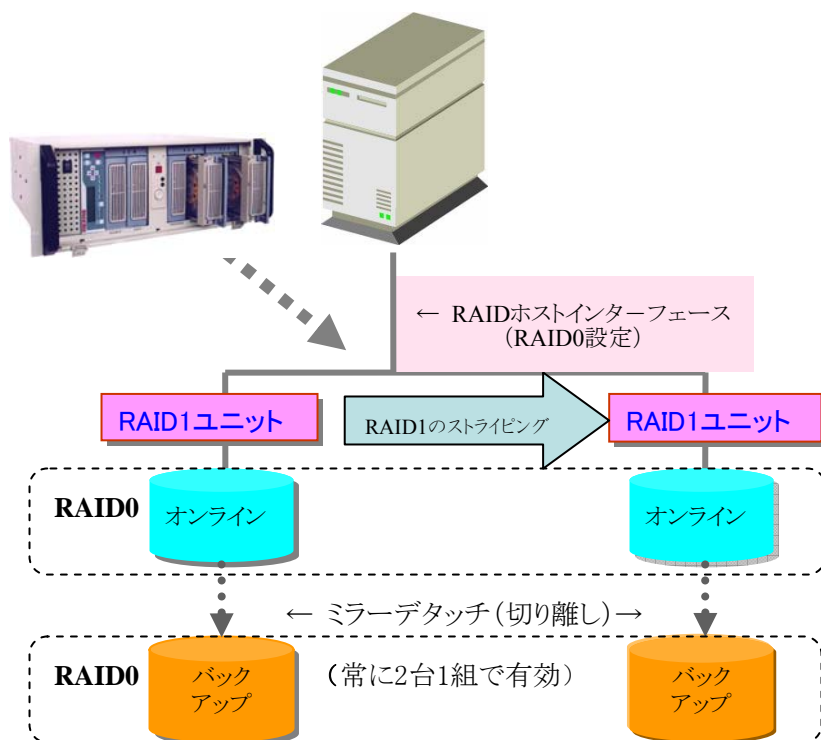 ← RAIDホストインターフェース
（RAID0設定）
RAID1ユニット
RAID1のストライピング
RAID1ユニット
RAID0
オンライン
オンライン
← ミラーデタッチ（切り離し）→
RAID0
バック
アップ
（常に2台1組で有効）
バック
アップ